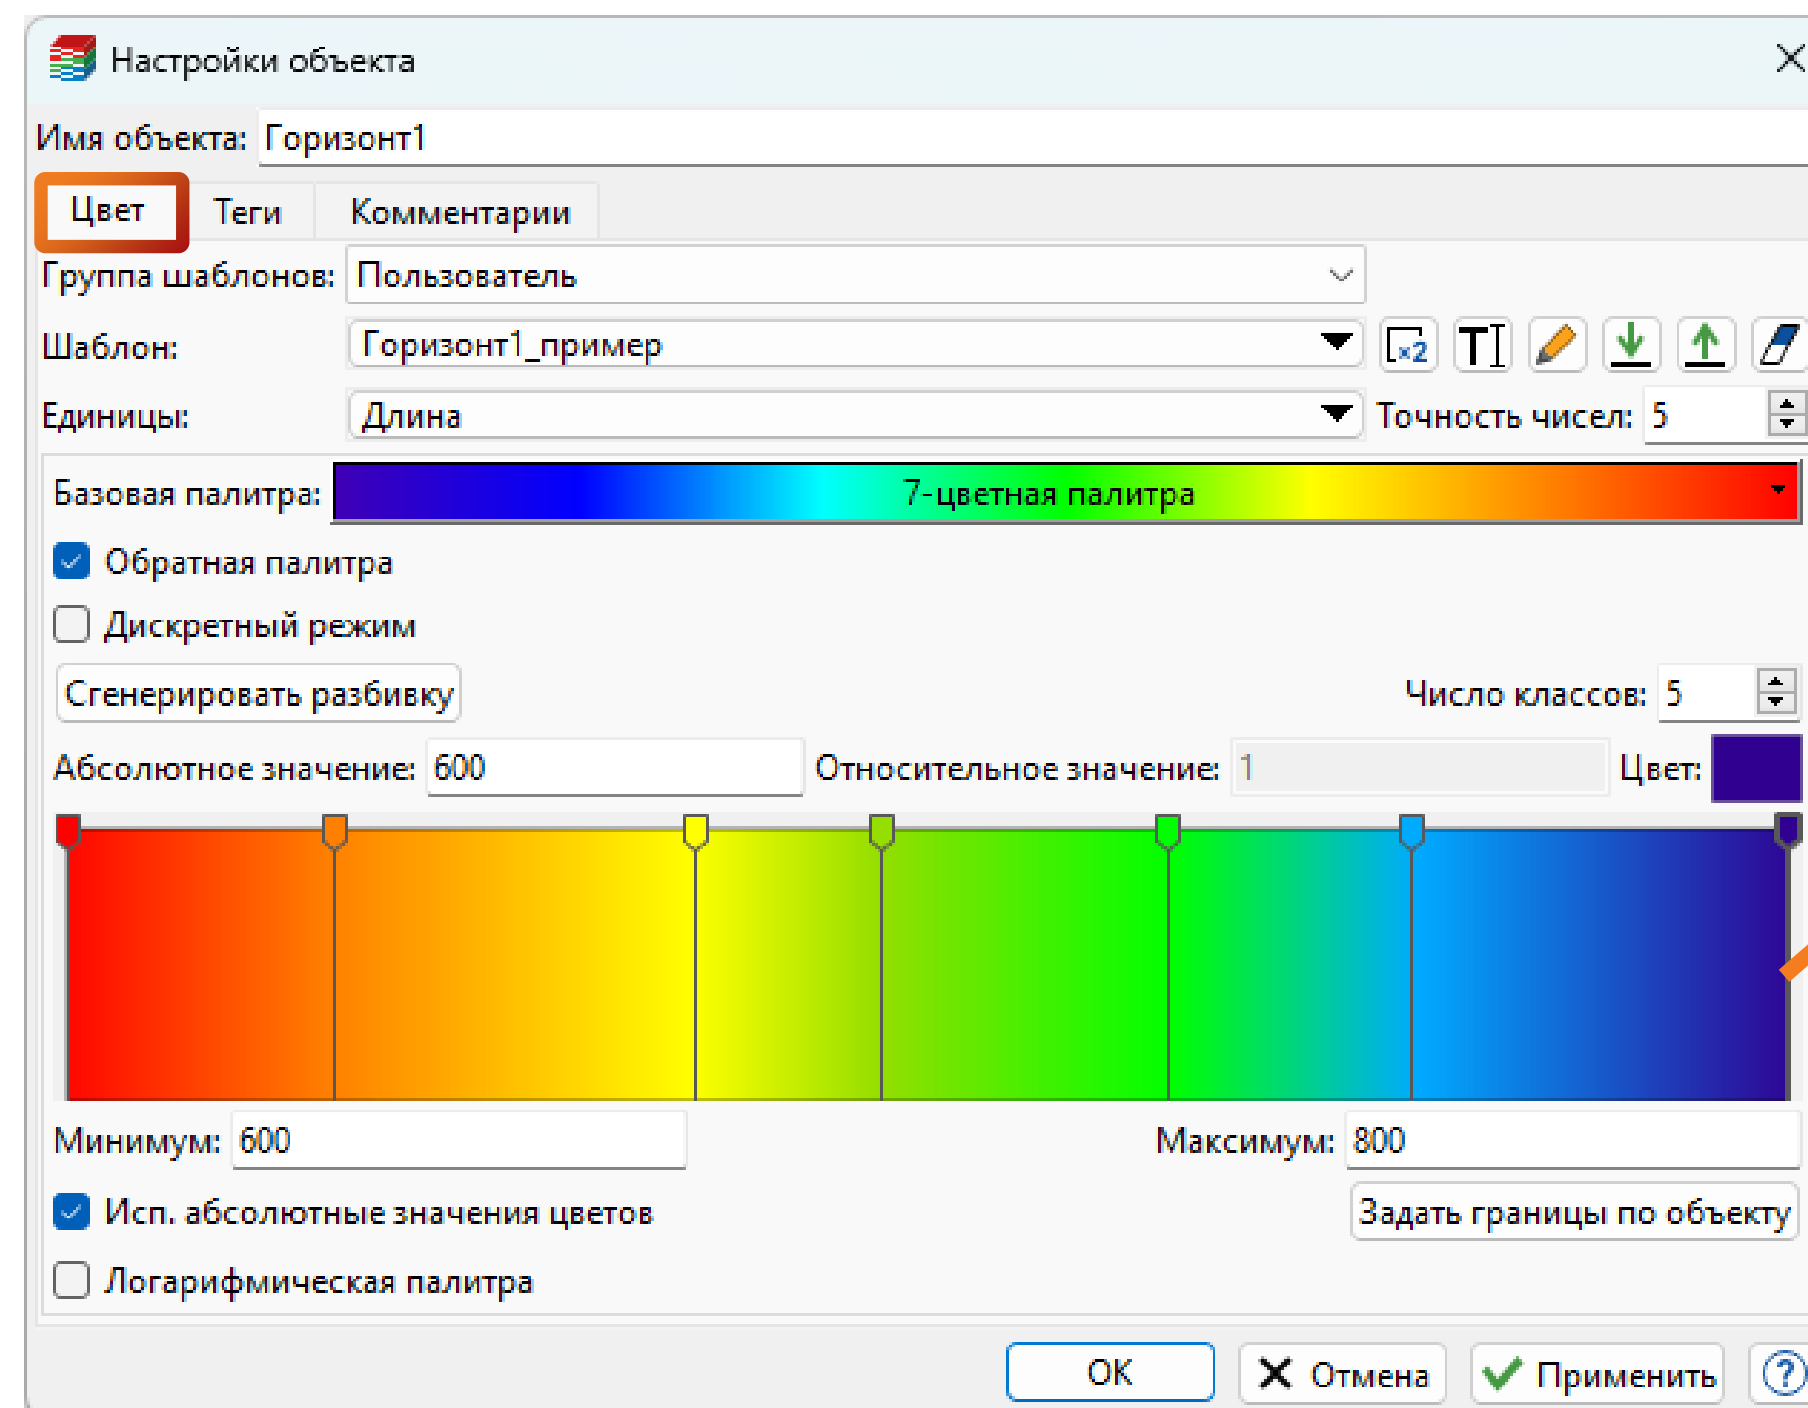 Настройки объекта
Имя объекта: Горизонт1
Цвет Теги Комментарии
Группа шаблонов: Пользователь
Шаблон: Горизонт1_пример x2 T
Единицы: Длина Точность чисел: 5
Базовая палитра: 7-цветная палитра
Обратная палитра
Дискретный режим
Сгенерировать разбивку Число классов: 5
Абсолютное значение: 600 Относительное значение: 1 Цвет:
Минимум: 600 Максимум: 800
Исп. абсолютные значения цветов Задать границы по объекту
Логарифмическая палитра
ОК Отмена Применить ?